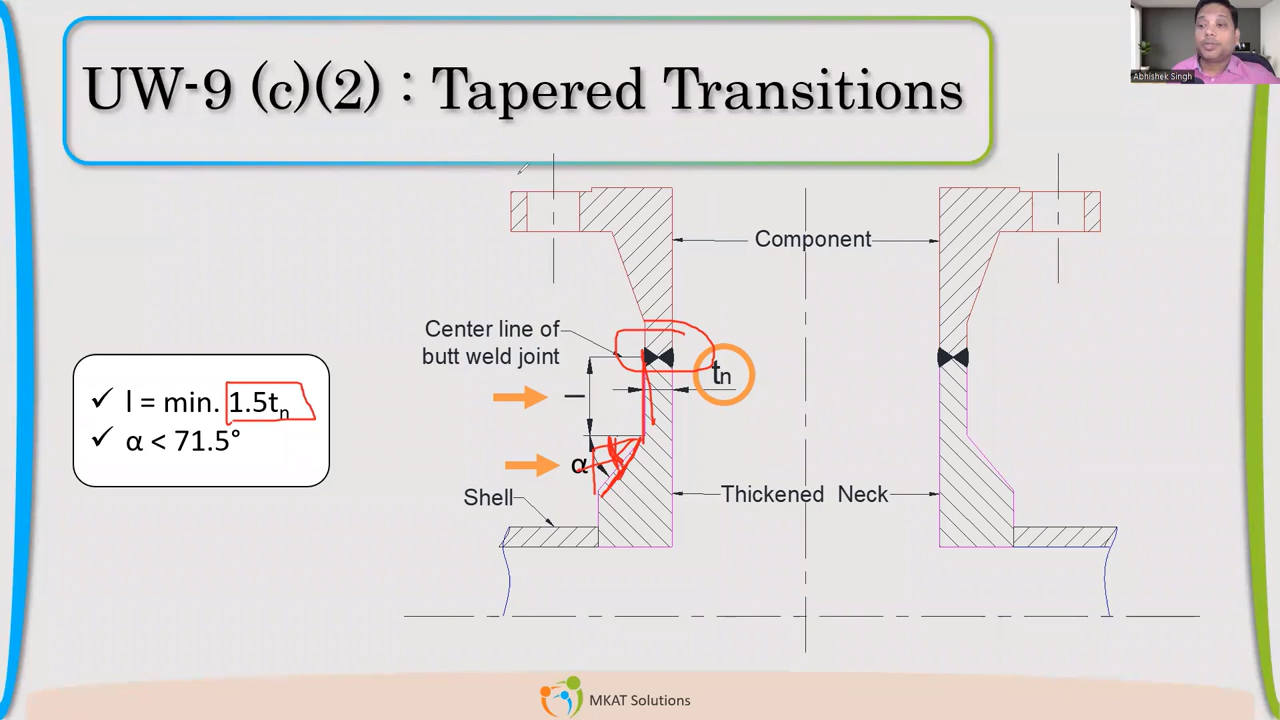 UW-9 (c)(2) : Tapered Transitions
Abhishek Singh
Component
Center line of
butt weld joint
tn
l
✓ l = min. 1.5tn
✓ α < 71.5°
α
Shell
Thickened Neck
MKAT Solutions